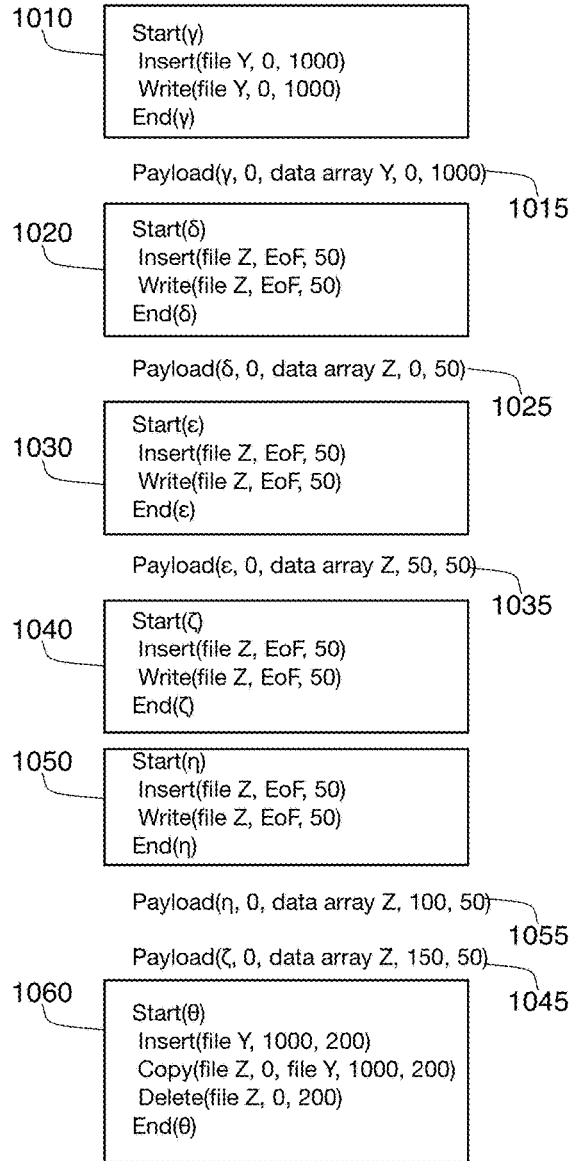 1010
Start(γ)
Insert(file Y, 0, 1000)
Write(file Y, 0, 1000)
End(γ)
Payload(γ, 0, data array Y, 0, 1000)
1015
1020
Start(δ)
Insert(file Z, EoF, 50)
Write(file Z, EoF, 50)
End(δ)
Payload(δ, 0, data array Z, 0, 50)
1025
1030
Start(ε)
Insert(file Z, EoF, 50)
Write(file Z, EoF, 50)
End(ε)
Payload(ε, 0, data array Z, 50, 50)
1035
1040
Start(ζ)
Insert(file Z, EoF, 50)
Write(file Z, EoF, 50)
End(ζ)
1050
Start(η)
Insert(file Z, EoF, 50)
Write(file Z, EoF, 50)
End(η)
Payload(η, 0, data array Z, 100, 50)
1055
Payload(ζ, 0, data array Z, 150, 50)
1045
1060
Start(θ)
Insert(file Y, 1000, 200)
Copy(file Z, 0, file Y, 1000, 200)
Delete(file Z, 0, 200)
End(θ)